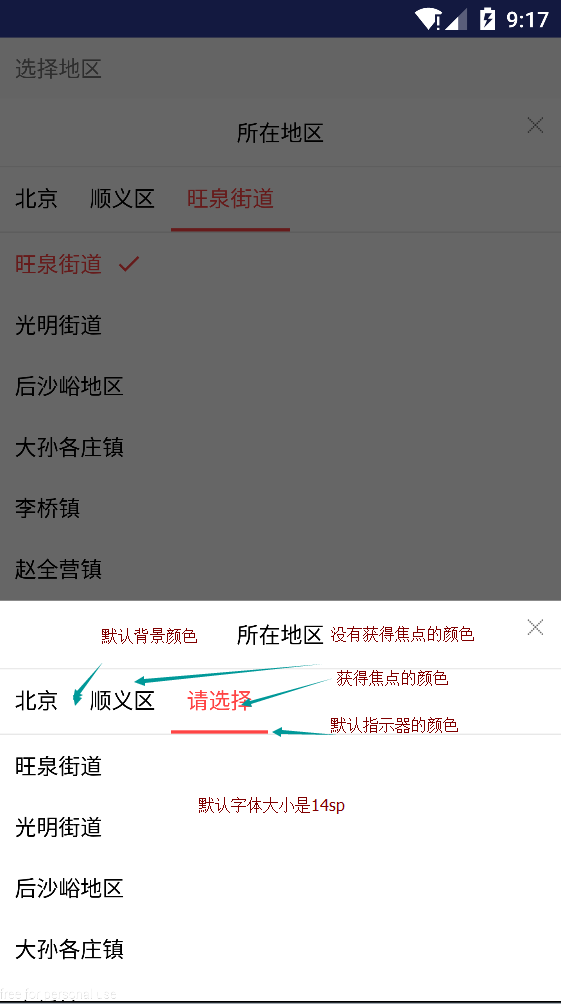 9:17
选择地区
所在地区
北京 顺义区 旺泉街道
旺泉街道
光明街道
后沙峪地区
大孙各庄镇
李桥镇
赵全营镇
默认背景颜色 所在地区 没有获得焦点的颜色
获得焦点的颜色
北京 顺义区 请选择
默认指示器的颜色
旺泉街道
默认字体大小是14sp
光明街道
后沙峪地区
大孙各庄镇
free for personal use